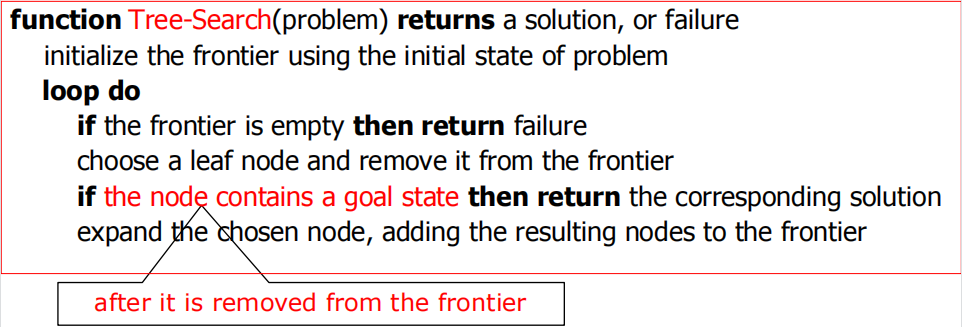 function Tree-Search(problem) returns a solution, or failure
initialize the frontier using the initial state of problem
loop do
if the frontier is empty then return failure
choose a leaf node and remove it from the frontier
if the node contains a goal state then return the corresponding solution
expand the chosen node, adding the resulting nodes to the frontier
after it is removed from the frontier